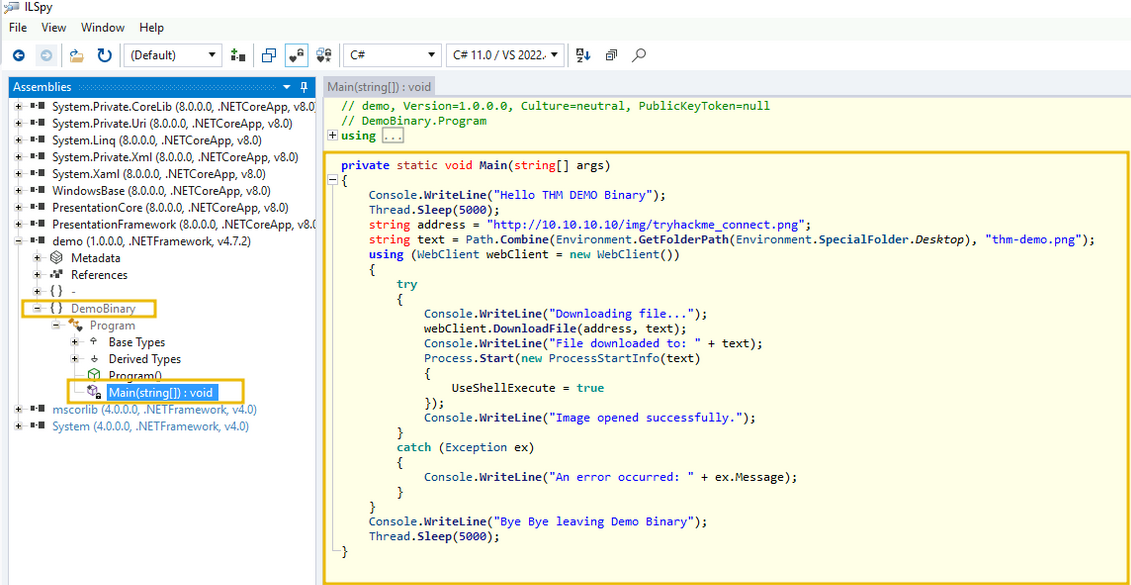 ILSpy
File View Window Help
(Default) C# C# 11.0 / VS 2022.
Assemblies
System.Private.CoreLib (8.0.0.0, .NETCoreApp, v8.0)
System.Private.Uri (8.0.0.0, .NETCoreApp, v8.0)
System.Linq (8.0.0.0, .NETCoreApp, v8.0)
System.Private.Xml (8.0.0.0, .NETCoreApp, v8.0)
System.Xaml (8.0.0.0, .NETCoreApp, v8.0)
WindowsBase (8.0.0.0, .NETCoreApp, v8.0)
PresentationCore (8.0.0.0, .NETCoreApp, v8.0)
PresentationFramework (8.0.0.0, .NETCoreApp, v8.0
demo (1.0.0.0, .NETFramework, v4.7.2)
Metadata
References
{ } -
{ } DemoBinary
Program
Base Types
Derived Types
Program()
Main(string[]) : void
mscorlib (4.0.0.0, .NETFramework, v4.0)
System (4.0.0.0, .NETFramework, v4.0)
Main(string[]) : void
// demo, Version=1.0.0.0, Culture=neutral, PublicKeyToken=null
// DemoBinary.Program
using ...
private static void Main(string[] args)
{
Console.WriteLine("Hello THM DEMO Binary");
Thread.Sleep(5000);
string address = "http://10.10.10.10/img/tryhackme_connect.png";
string text = Path.Combine(Environment.GetFolderPath(Environment.SpecialFolder.Desktop), "thm-demo.png");
using (WebClient webClient = new WebClient())
{
try
{
Console.WriteLine("Downloading file...");
webClient.DownloadFile(address, text);
Console.WriteLine("File downloaded to: " + text);
Process.Start(new ProcessStartInfo(text)
{
UseShellExecute = true
});
Console.WriteLine("Image opened successfully.");
}
catch (Exception ex)
{
Console.WriteLine("An error occurred: " + ex.Message);
}
}
Console.WriteLine("Bye Bye leaving Demo Binary");
Thread.Sleep(5000);
}